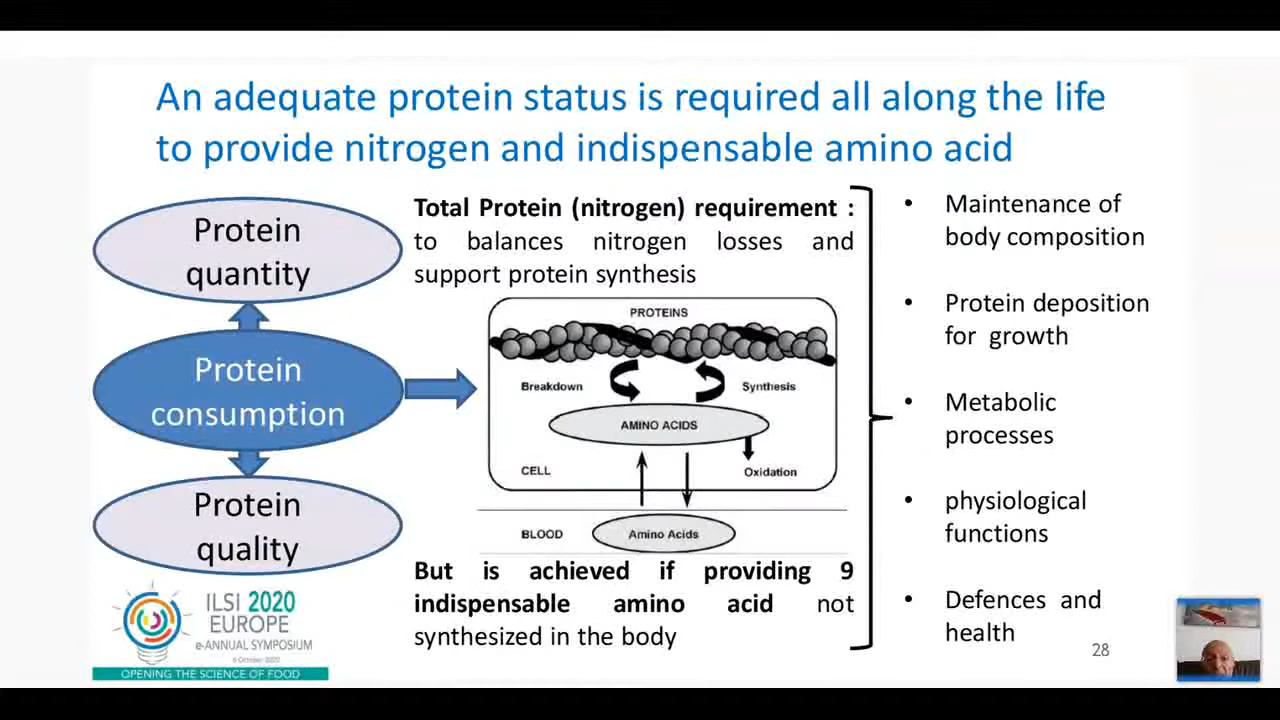 An adequate protein status is required all along the life
to provide nitrogen and indispensable amino acid
Protein
quantity
Protein
consumption
Protein
quality
Total Protein (nitrogen) requirement :
to balances nitrogen losses and
support protein synthesis
PROTEINS
Breakdown
Synthesis
AMINO ACIDS
CELL
Oxidation
BLOOD
Amino Acids
But is achieved if providing 9
indispensable amino acid not
synthesized in the body
• Maintenance of
body composition
• Protein deposition
for growth
• Metabolic
processes
• physiological
functions
• Defences and
health
ILSI 2020
EUROPE
e-ANNUAL SYMPOSIUM
6 October 2020
OPENING THE SCIENCE OF FOOD
28